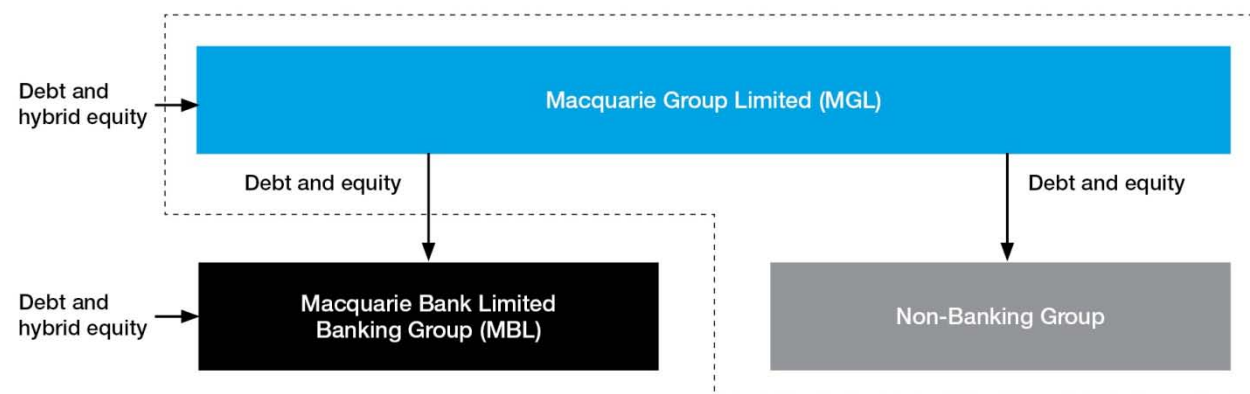 Debt and
hybrid equity
Macquarie Group Limited (MGL)
Debt and equity
Debt and equity
Debt and
hybrid equity
Macquarie Bank Limited
Banking Group (MBL)
Non-Banking Group